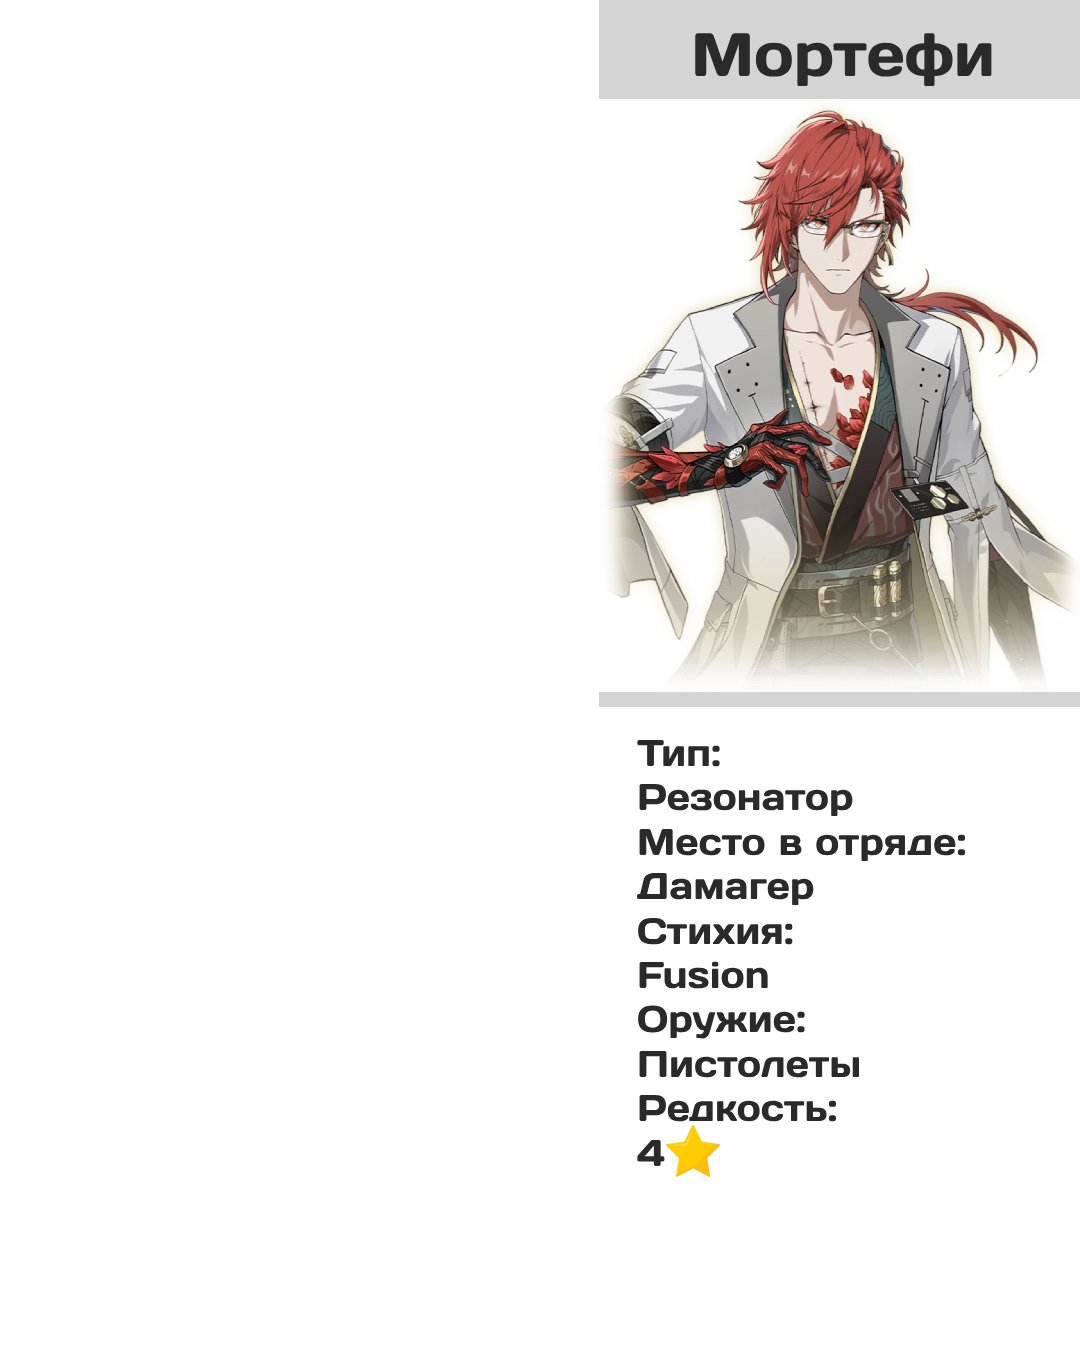 Мортефи
Тип:
Резонатор
Место в отряде:
Дамагер
Стихия:
Fusion
Оружие:
Пистолеты
Редкость:
4⭐